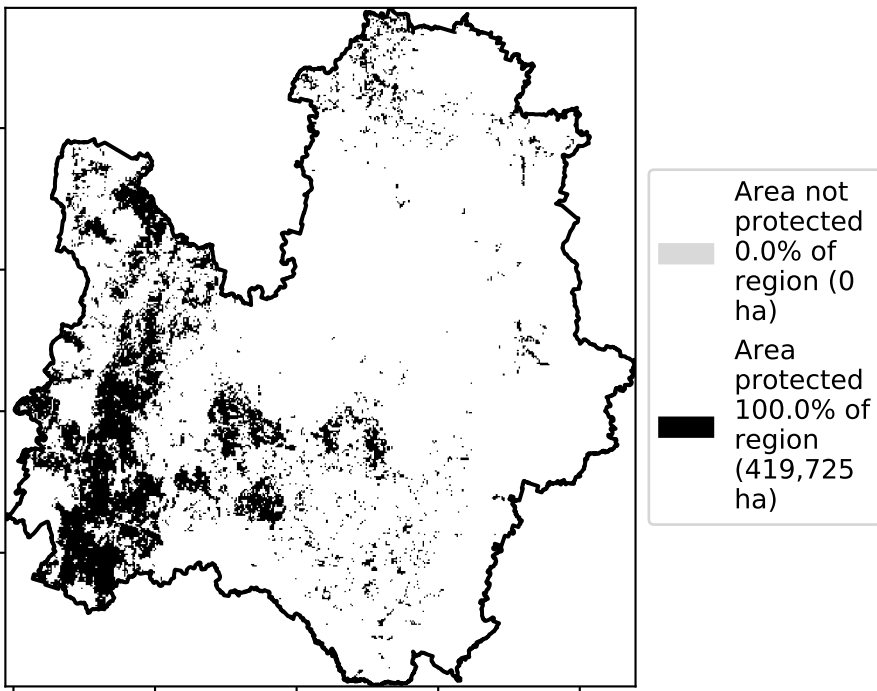 Area not
protected
0.0% of
region (0
ha)
Area
protected
100.0% of
region
(419,725
ha)